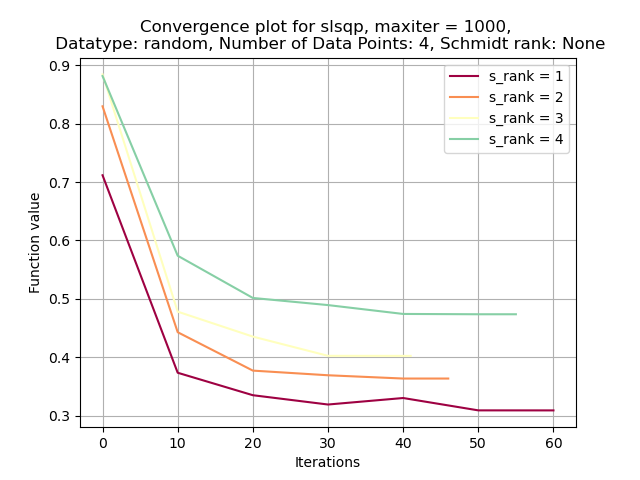 Convergence plot for slsqp, maxiter = 1000,
Datatype: random, Number of Data Points: 4, Schmidt rank: None
0.9
0.8
0.7
0.6
0.5
0.4
0.3
Function value
s_rank = 1
s_rank = 2
s_rank = 3
s_rank = 4
0 10 20 30 40 50 60
Iterations